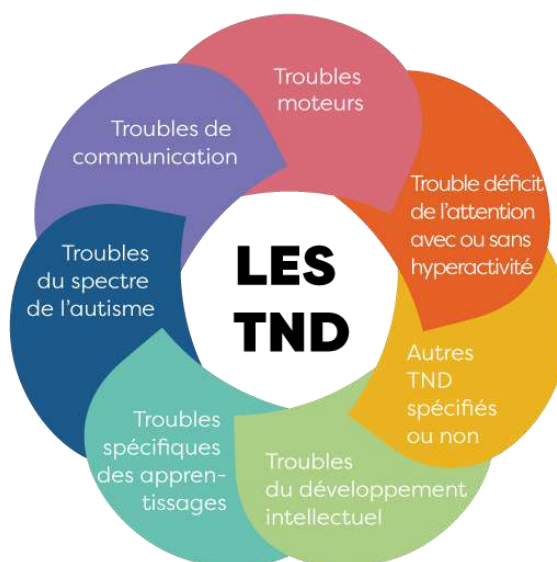 Troubles
moteurs
Trouble déficit
de l'attention
avec ou sans
hyperactivité
Autres
TND
spécifiés
ou non
Troubles
du développement
intellectuel
Troubles
spécifiques
des appren-
tissages
Troubles
du spectre
de l'autisme
Troubles de
communication
LES
TND